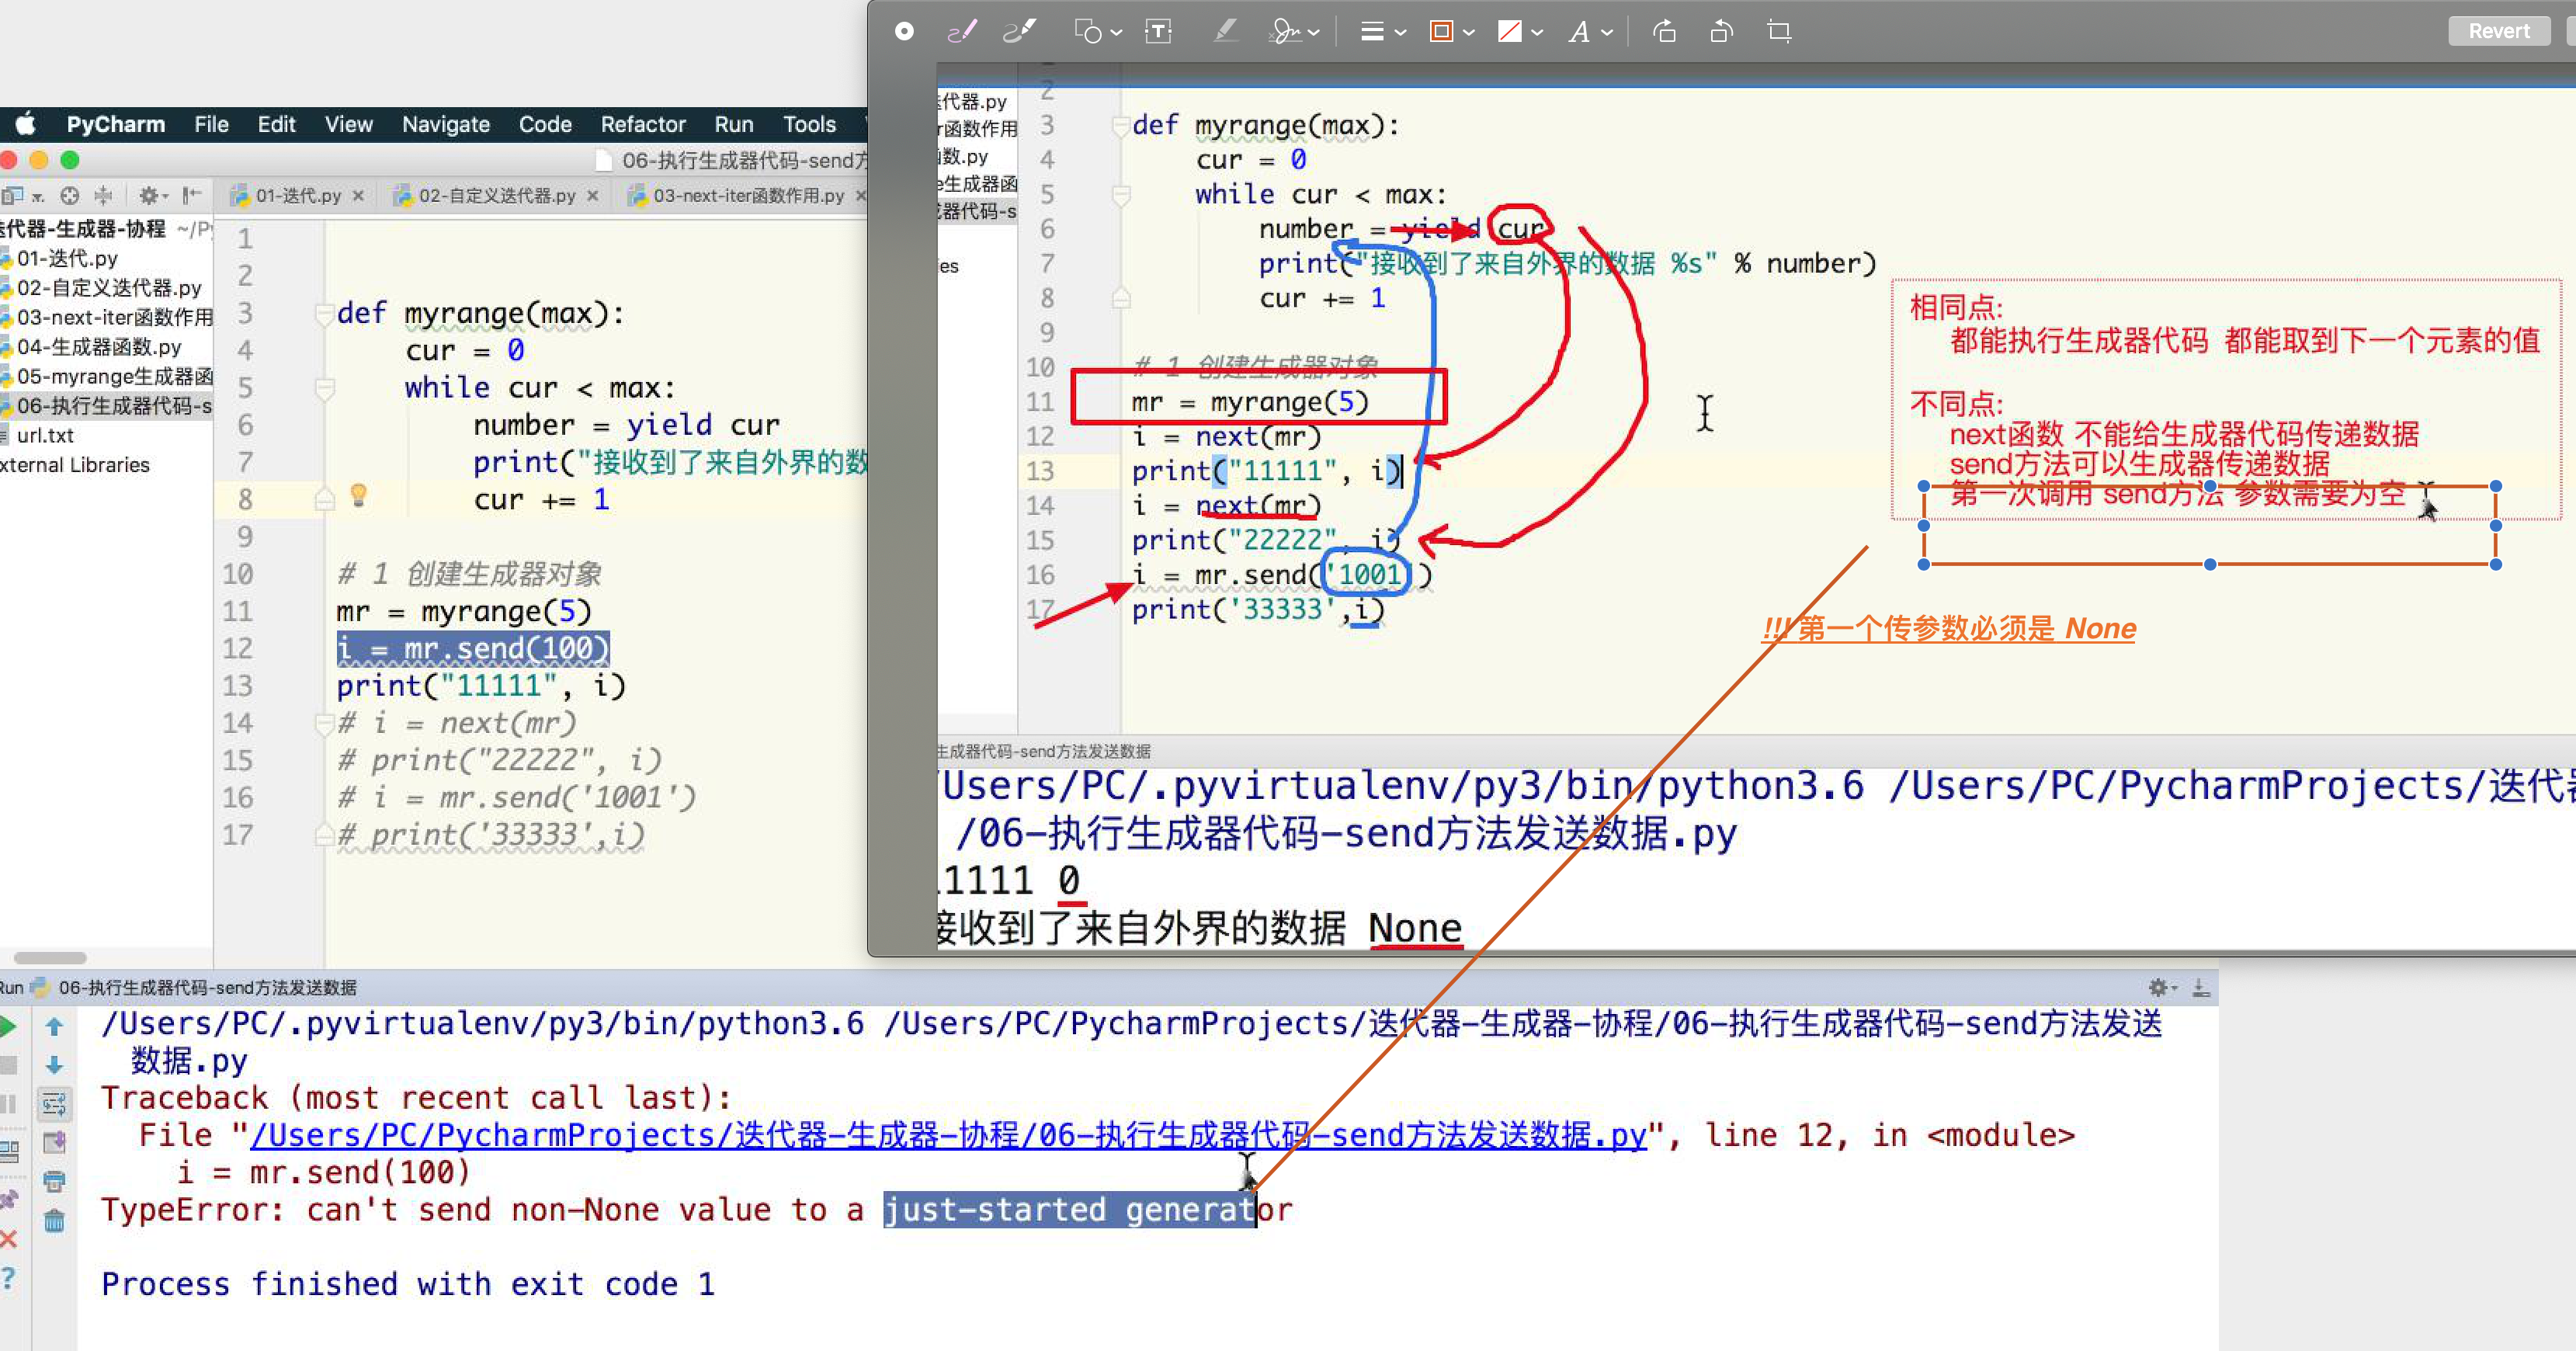 Revert
PyCharm File Edit View Navigate Code Refactor Run Tools
06-执行生成器代码-send方
01-迭代.py
02-自定义迭代器.py
03-next-iter函数作用.py
代器-生成器-协程 ~/Py
01-迭代.py
02-自定义迭代器.py
03-next-iter函数作用
04-生成器函数.py
05-myrange生成器函
06-执行生成器代码-s
url.txt
xternal Libraries
1
2
3 def myrange(max):
4 cur = 0
5 while cur < max:
6 number = yield cur
7 print("接收到了来自外界的数
8 cur += 1
9
10 # 1 创建生成器对象
11 mr = myrange(5)
12 i = mr.send(100)
13 print("11111", i)
14 # i = next(mr)
15 # print("22222", i)
16 # i = mr.send('1001')
17 # print('33333',i)
代器.py
r函数作用
函数.py
e生成器函
器代码-s
es
2
3 def myrange(max):
4 cur = 0
5 while cur < max:
6 number = yield cur
7 print("接收到了来自外界的数据 %s" % number)
8 cur += 1
9
10 # 1 创建生成器对象
11 mr = myrange(5)
12 i = next(mr)
13 print("11111", i)
14 i = next(mr)
15 print("22222", i)
16 i = mr.send('1001')
17 print('33333',i)
相同点:
都能执行生成器代码 都能取到下一个元素的值
不同点:
next函数 不能给生成器代码传递数据
send方法可以生成器传递数据
第一次调用 send方法 参数需要为空
!!! 第一个传参数必须是 None
生成器代码-send方法发送数据
/Users/PC/.pyvirtualenv/py3/bin/python3.6 /Users/PC/PycharmProjects/迭代
/06-执行生成器代码-send方法发送数据.py
1111 0
接收到了来自外界的数据 None
Run 06-执行生成器代码-send方法发送数据
/Users/PC/.pyvirtualenv/py3/bin/python3.6 /Users/PC/PycharmProjects/迭代器-生成器-协程/06-执行生成器代码-send方法发送
数据.py
Traceback (most recent call last):
File "/Users/PC/PycharmProjects/迭代器-生成器-协程/06-执行生成器代码-send方法发送数据.py", line 12, in <module>
i = mr.send(100)
TypeError: can't send non-None value to a just-started generator
Process finished with exit code 1